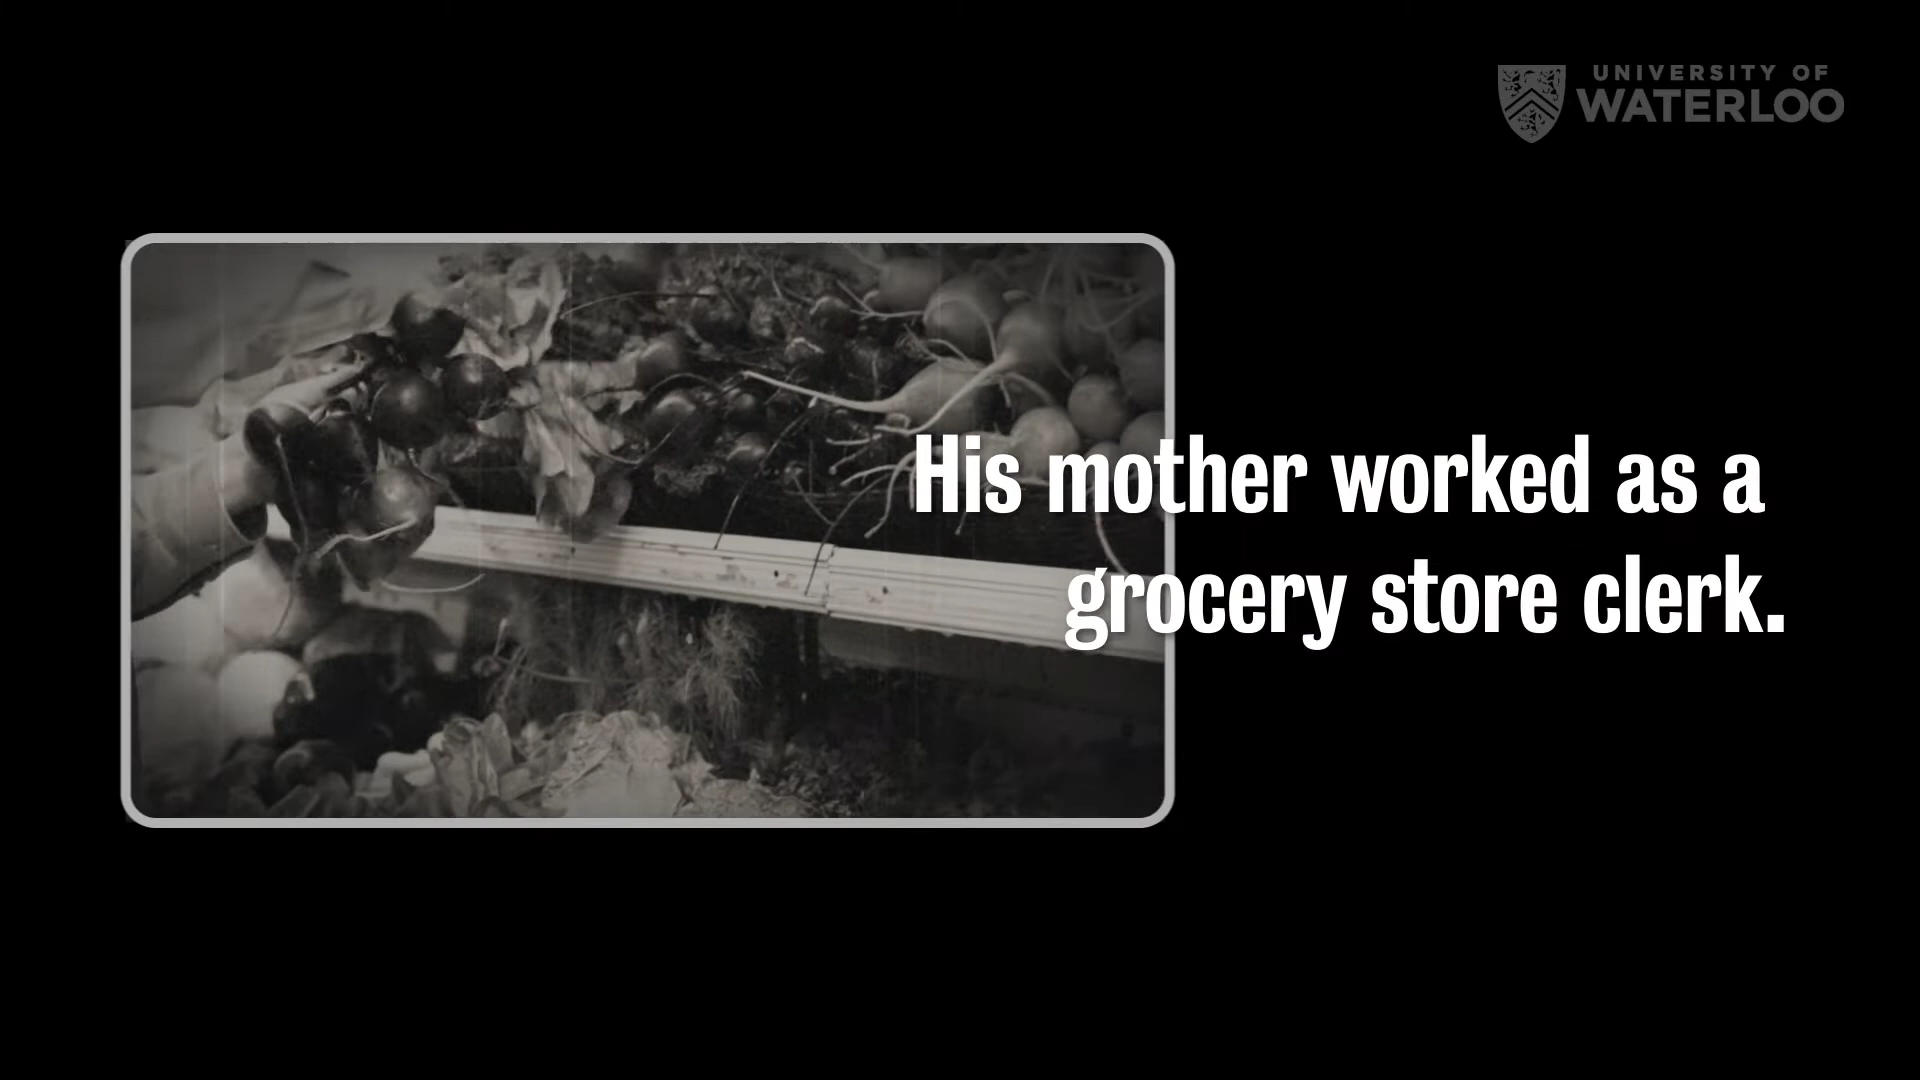 UNIVERSITY OF
WATERLOO
His mother worked as a
grocery store clerk.